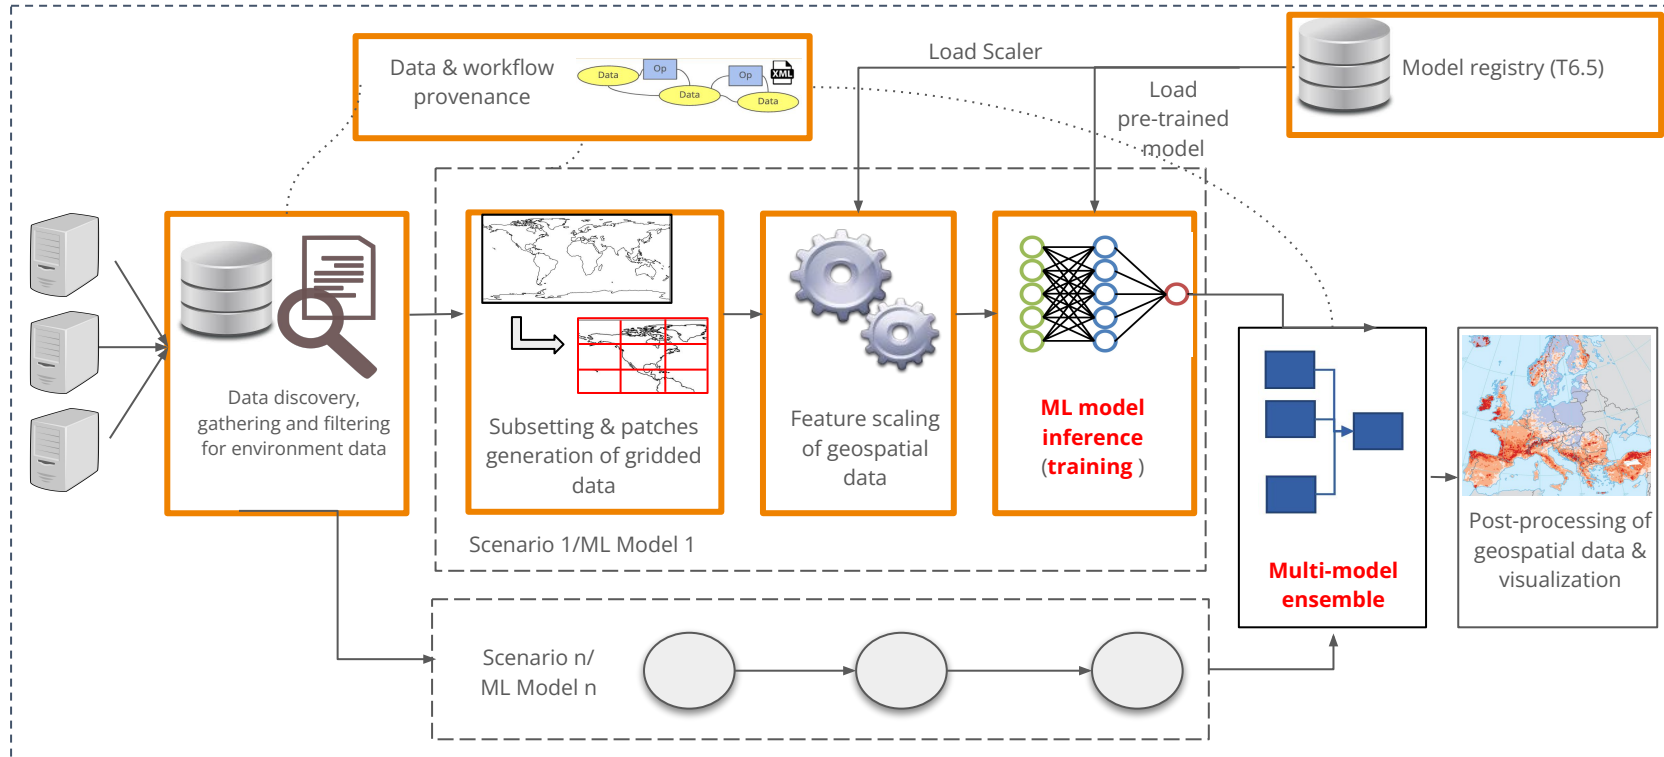 Data & workflow
provenance
Data
Op
Data
Op
Data
XML
Load Scaler
Load
pre-trained
model
Model registry (T6.5)
Data discovery,
gathering and filtering
for environment data
Subsetting & patches
generation of gridded
data
Feature scaling
of geospatial
data
ML model
inference
(training )
Scenario 1/ML Model 1
Multi-model
ensemble
Post-processing of
geospatial data &
visualization
Scenario n/
ML Model n